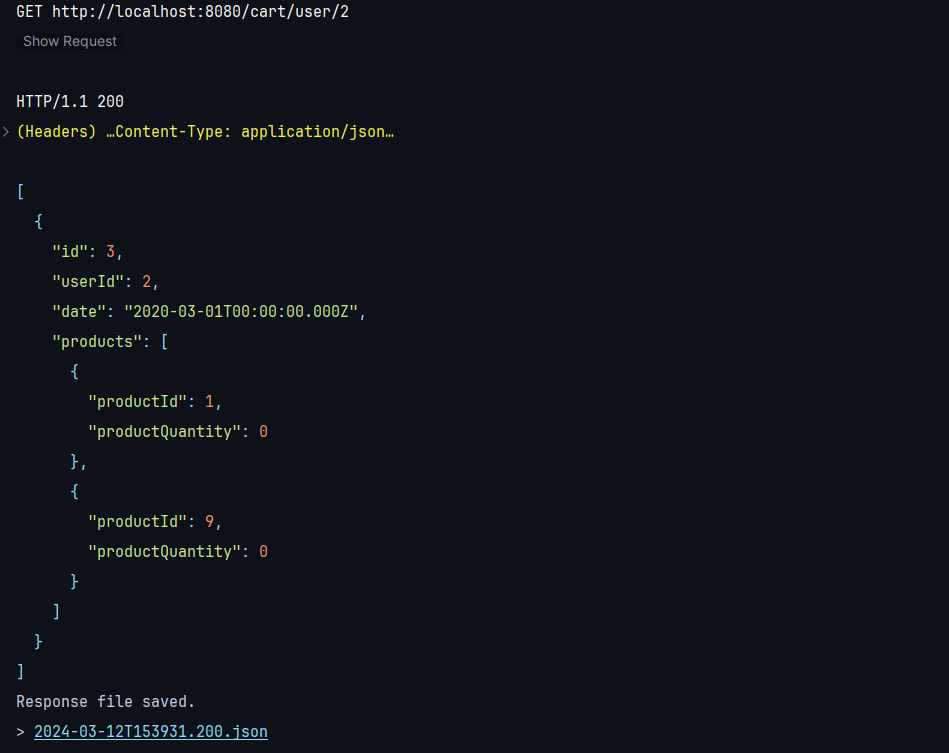 GET http://localhost:8080/cart/user/2
Show Request
HTTP/1.1 200
> (Headers) …Content-Type: application/json…
[
  {
    "id": 3,
    "userId": 2,
    "date": "2020-03-01T00:00:00.000Z",
    "products": [
      {
        "productId": 1,
        "productQuantity": 0
      },
      {
        "productId": 9,
        "productQuantity": 0
      }
    ]
  }
]
Response file saved.
> 2024-03-12T153931.200.json